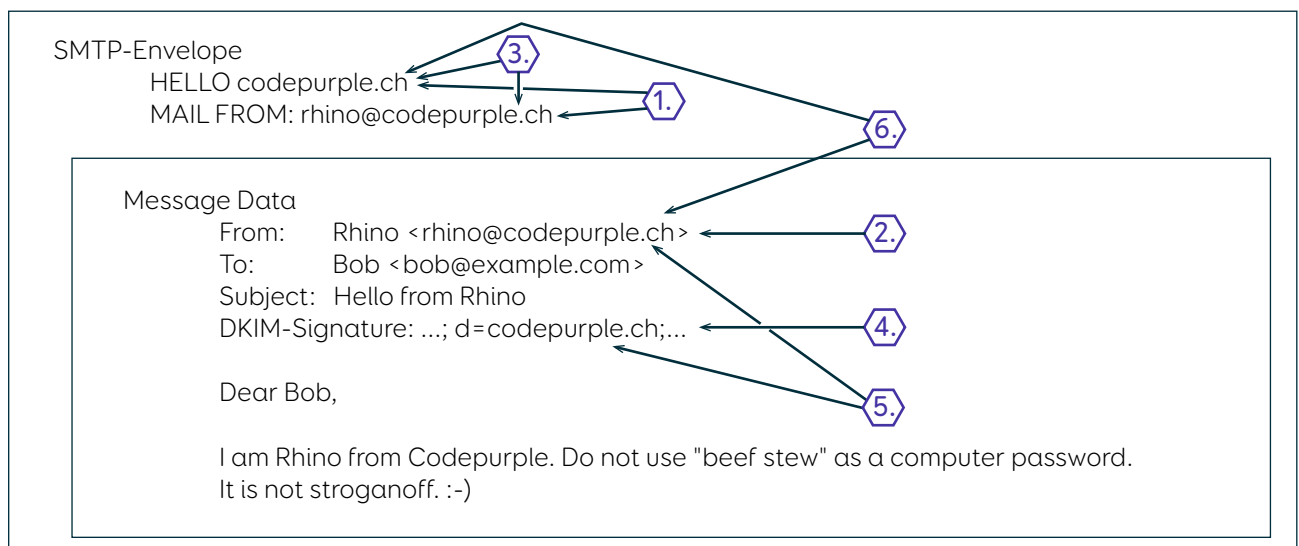 SMTP-Envelope
3.
HELLO codepurple.ch
1.
MAIL FROM: rhino@codepurple.ch
6.
Message Data
From: Rhino <rhino@codepurple.ch>
2.
To: Bob <bob@example.com>
Subject: Hello from Rhino
DKIM-Signature: ...; d=codepurple.ch;...
4.
Dear Bob,
5.
I am Rhino from Codepurple. Do not use "beef stew" as a computer password.
It is not stroganoff. :-)